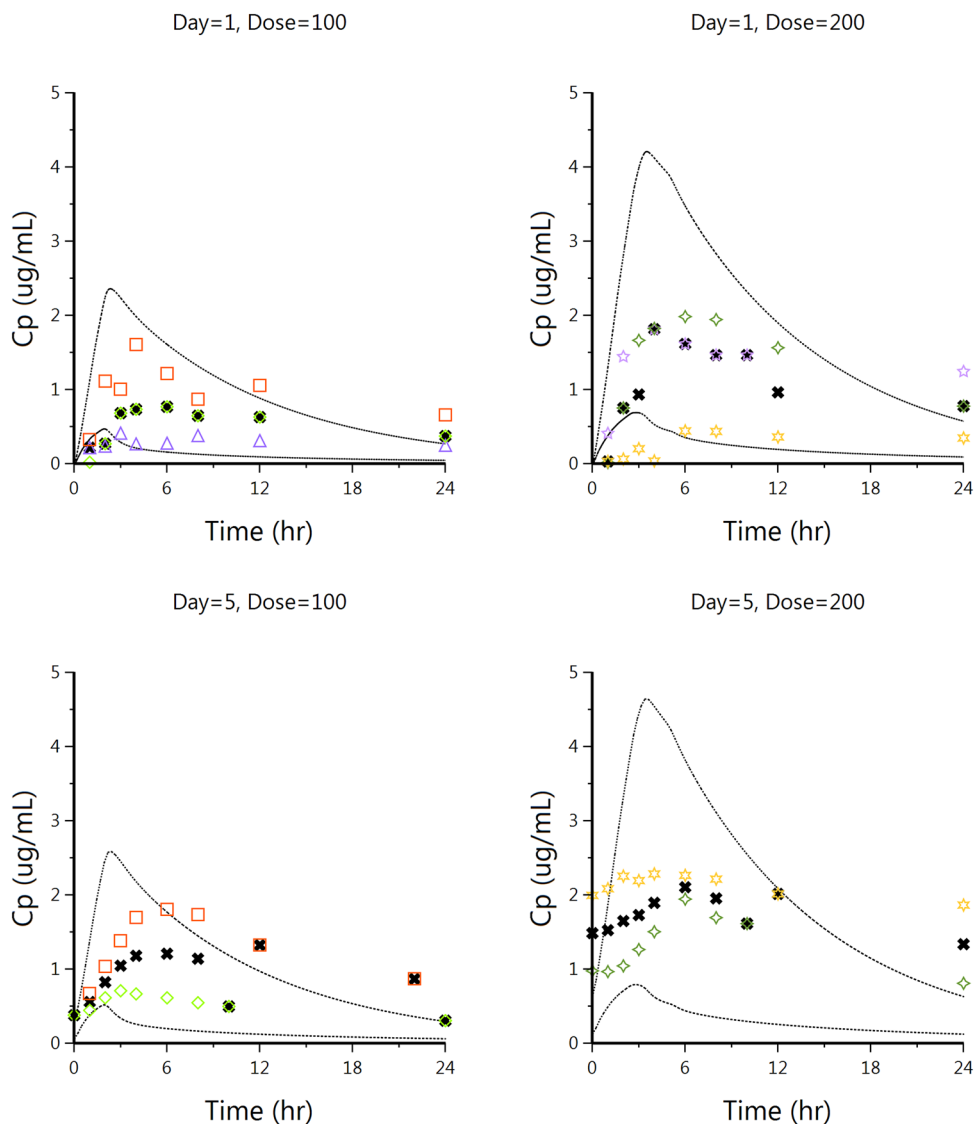 Day=1, Dose=100
5
4
3
2
1
0
Cp (ug/mL)
0 6 12 18 24
Time (hr)
Day=1, Dose=200
5
4
3
2
1
0
Cp (ug/mL)
0 6 12 18 24
Time (hr)
Day=5, Dose=100
5
4
3
2
1
0
Cp (ug/mL)
0 6 12 18 24
Time (hr)
Day=5, Dose=200
5
4
3
2
1
0
Cp (ug/mL)
0 6 12 18 24
Time (hr)